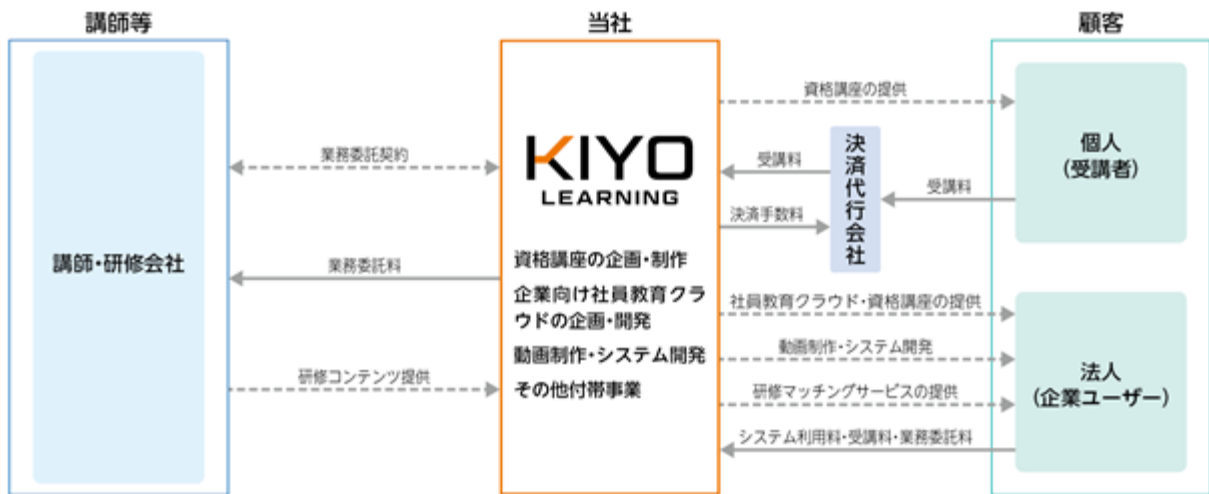 講師等
当社
顧客
講師・研修会社
業務委託契約
業務委託料
研修コンテンツ提供
KIYO
LEARNING
資格講座の企画・制作
企業向け社員教育クラ
ウドの企画・開発
動画制作・システム開発
その他付帯事業
資格講座の提供
受講料
決済手数料
決済代行会社
受講料
個人
（受講者）
社員教育クラウド・資格講座の提供
動画制作・システム開発
研修マッチングサービスの提供
システム利用料・受講料・業務委託料
法人
（企業ユーザー）